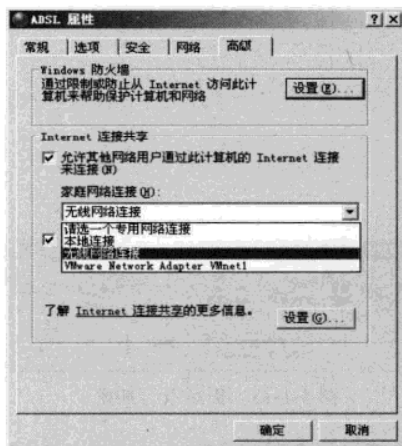 ABSL 属性
常规 选项 安全 网络 高级
Windows 防火墙
通过限制或防止从 Internet 访问此计
算机来帮助保护计算机和网络
设置(E)...
Internet 连接共享
允许其他网络用户通过此计算机的 Internet 连接
来连接(N)
家庭网络连接(H):
无线网络连接
请选一个专用网络连接
本地连接
无线网络连接
VMware Network Adapter VMnet1
了解 Internet 连接共享的更多信息。
设置(G)...
确定 取消